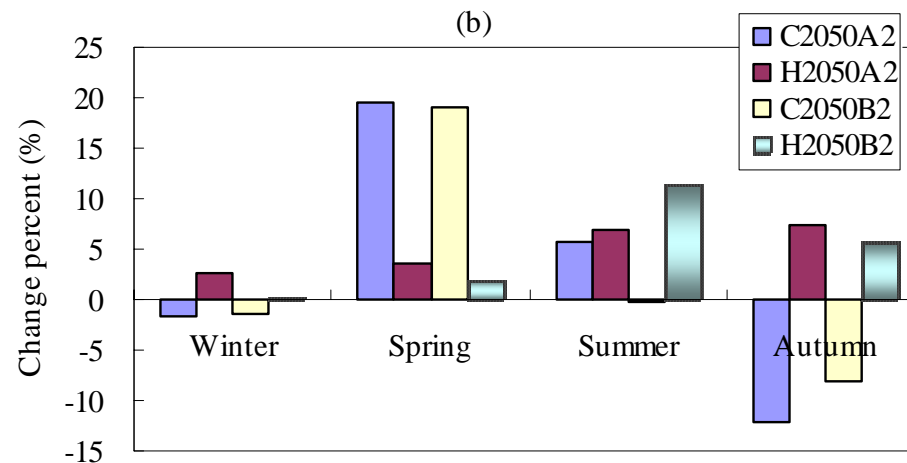 (b)
Change percent (%)
25
20
15
10
5
0
-5
-10
-15
Winter
Spring
Summer
Autumn
C2050A2
H2050A2
C2050B2
H2050B2